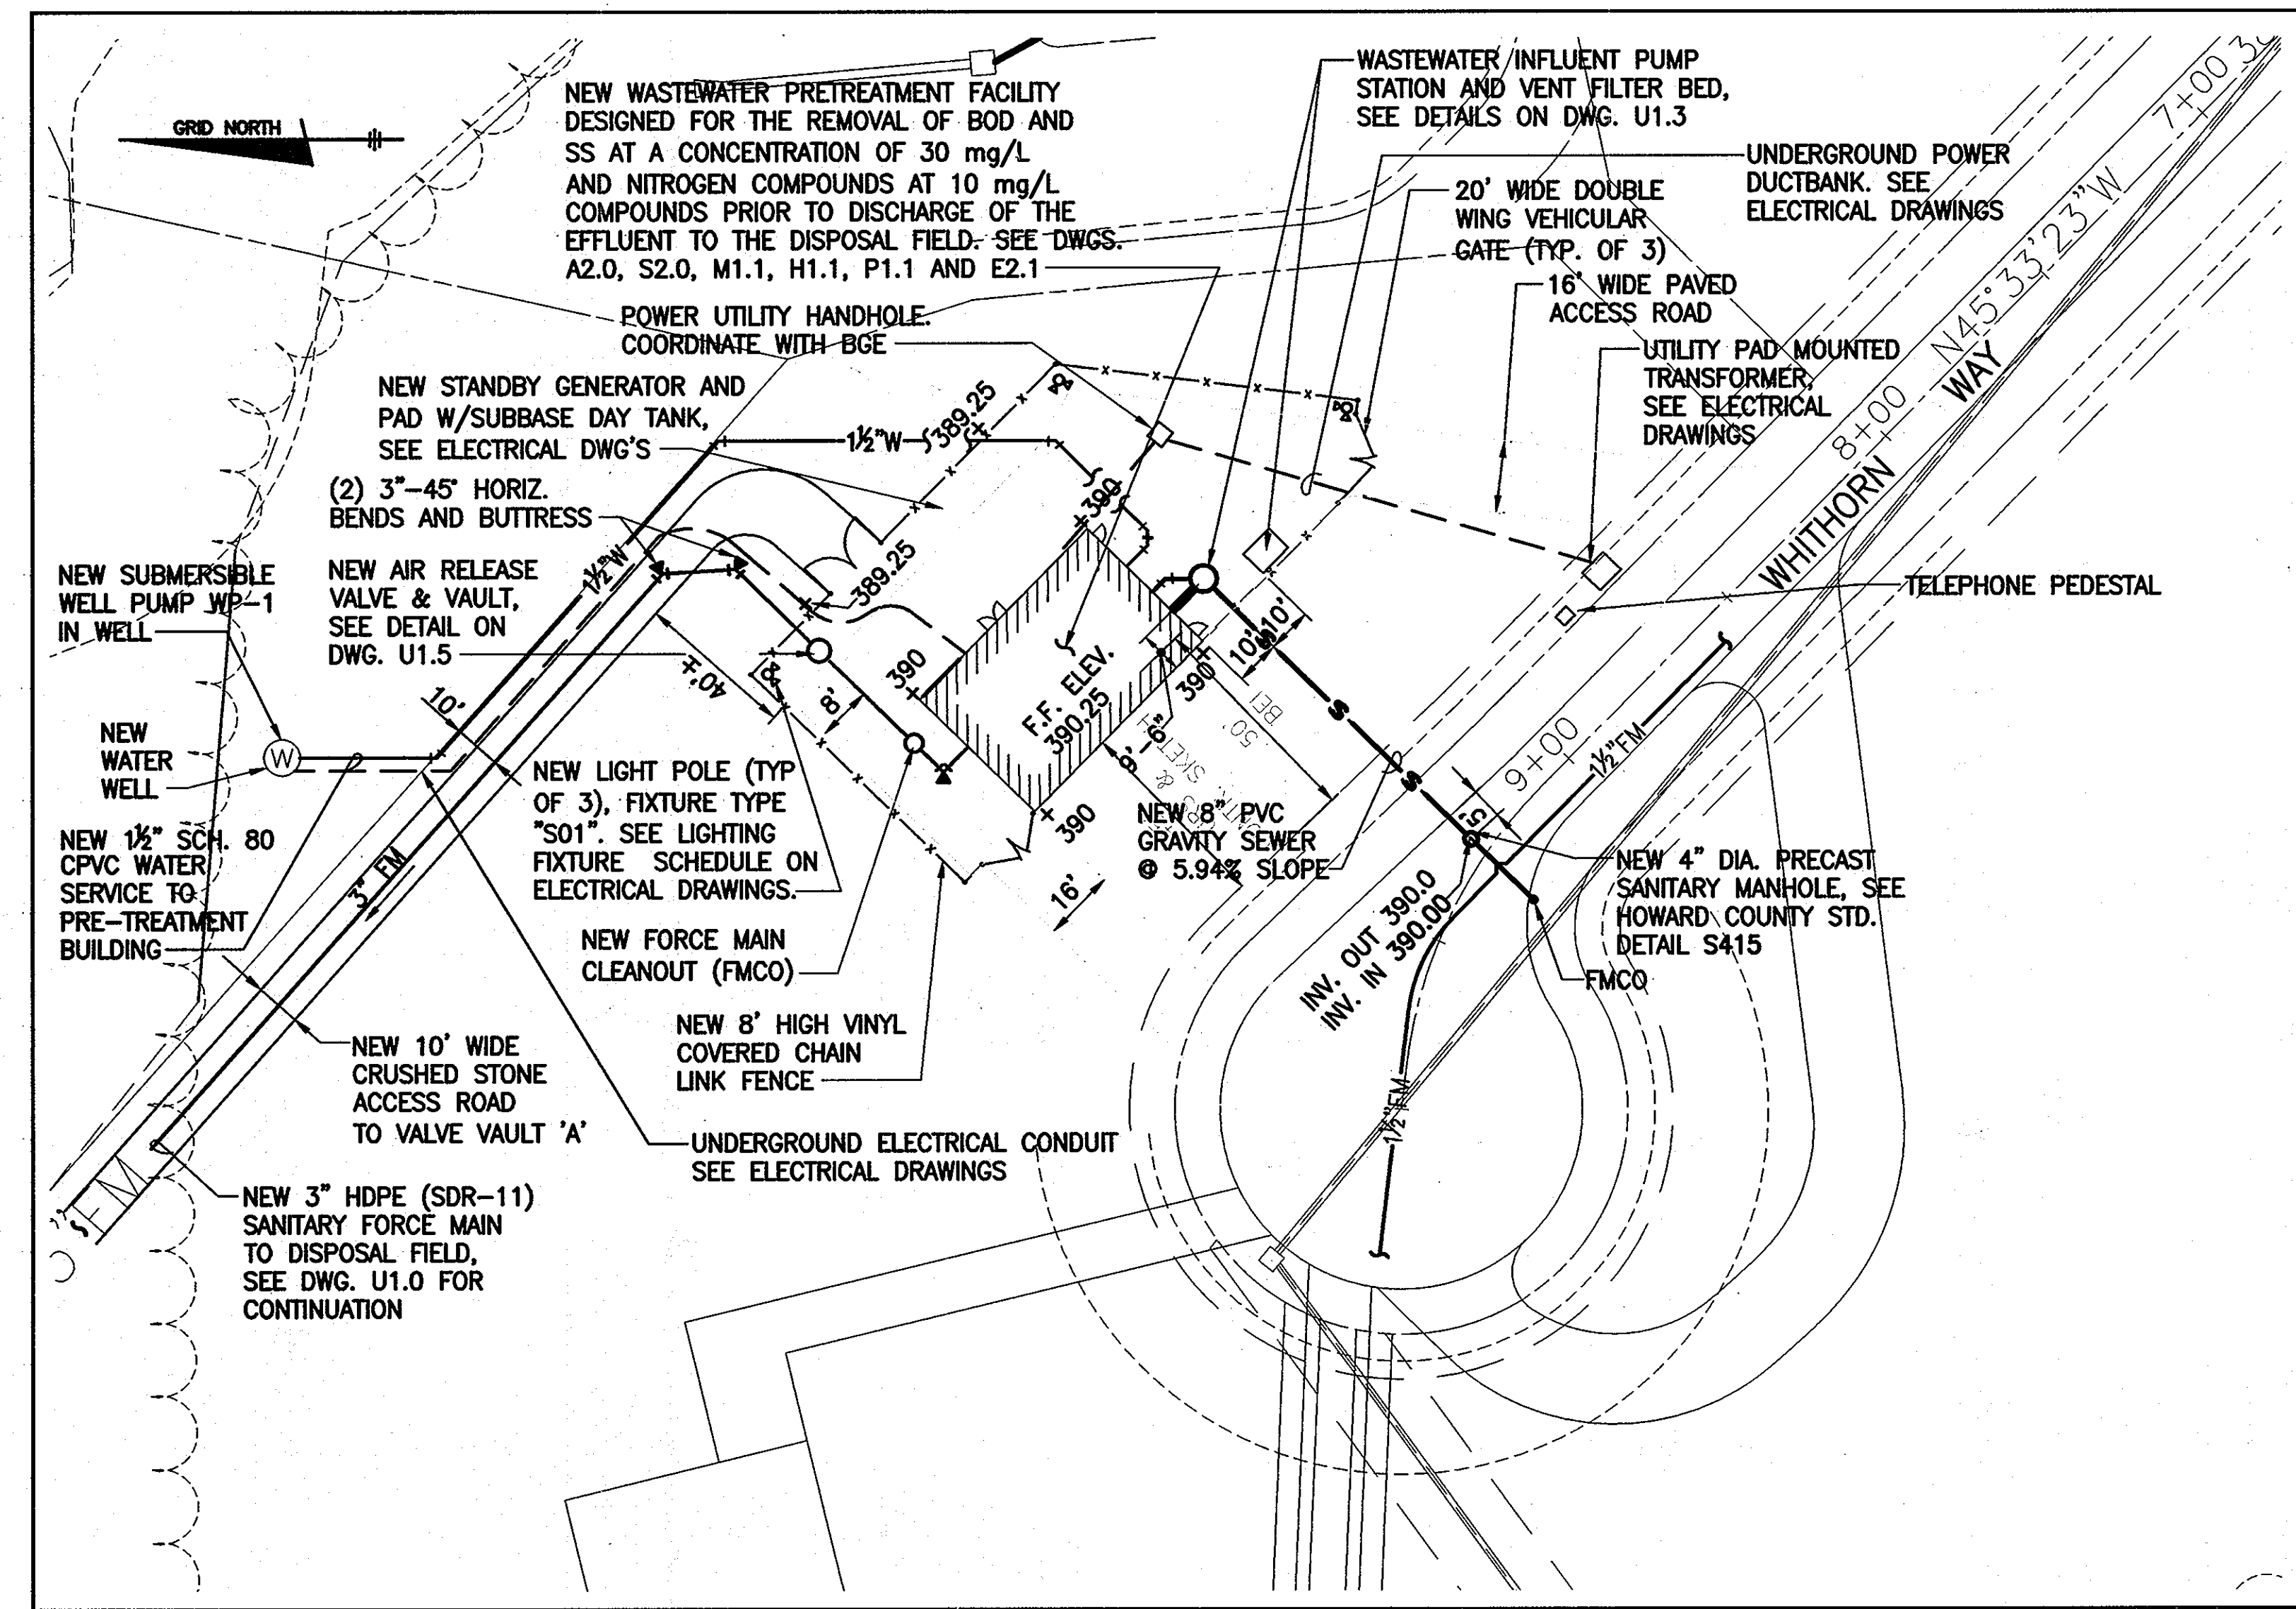 GRID NORTH
NEW WASTEWATER PRETREATMENT FACILITY
DESIGNED FOR THE REMOVAL OF BOD AND
SS AT A CONCENTRATION OF 30 mg/L
AND NITROGEN COMPOUNDS AT 10 mg/L
COMPOUNDS PRIOR TO DISCHARGE OF THE
EFFLUENT TO THE DISPOSAL FIELD. SEE DWGS.
A2.0, S2.0, M1.1, H1.1, P1.1 AND E2.1
WASTEWATER INFLUENT PUMP
STATION AND VENT FILTER BED,
SEE DETAILS ON DWG. U1.3
UNDERGROUND POWER
DUCTBANK. SEE
ELECTRICAL DRAWINGS
20' WIDE DOUBLE
WING VEHICULAR
GATE (TYP. OF 3)
16' WIDE PAVED
ACCESS ROAD
UTILITY PAD MOUNTED
TRANSFORMER,
SEE ELECTRICAL
DRAWINGS
7+00
N45°33'23"W
8+00
WHITHORN WAY
9+00
TELEPHONE PEDESTAL
POWER UTILITY HANDHOLE.
COORDINATE WITH BGE
NEW STANDBY GENERATOR AND
PAD W/SUBBASE DAY TANK,
SEE ELECTRICAL DWG'S
(2) 3"-45° HORIZ.
BENDS AND BUTTRESS
NEW AIR RELEASE
VALVE & VAULT,
SEE DETAIL ON
DWG. U1.5
NEW SUBMERSIBLE
WELL PUMP WP-1
IN WELL
NEW
WATER
WELL
W
NEW 1½" SCH. 80
CPVC WATER
SERVICE TO
PRE-TREATMENT
BUILDING
1½"W
389.25
1½"W
389.25
390
390
390
390
F.F. ELEV.
390.25
40'±
8'
10'
10'
10'
9'-6"
50'
BEI
SKETCH
16'
3" FM
NEW LIGHT POLE (TYP
OF 3), FIXTURE TYPE
"S01". SEE LIGHTING
FIXTURE SCHEDULE ON
ELECTRICAL DRAWINGS.
NEW FORCE MAIN
CLEANOUT (FMCO)
NEW 8' HIGH VINYL
COVERED CHAIN
LINK FENCE
UNDERGROUND ELECTRICAL CONDUIT
SEE ELECTRICAL DRAWINGS
NEW 10' WIDE
CRUSHED STONE
ACCESS ROAD
TO VALVE VAULT 'A'
NEW 3" HDPE (SDR-11)
SANITARY FORCE MAIN
TO DISPOSAL FIELD,
SEE DWG. U1.0 FOR
CONTINUATION
FM
NEW 8" PVC
GRAVITY SEWER
@ 5.94% SLOPE
S
S
S
5'
1½"FM
NEW 4" DIA. PRECAST
SANITARY MANHOLE, SEE
HOWARD COUNTY STD.
DETAIL S415
FMCO
INV. OUT 390.0
INV. IN 390.00
1½"FM